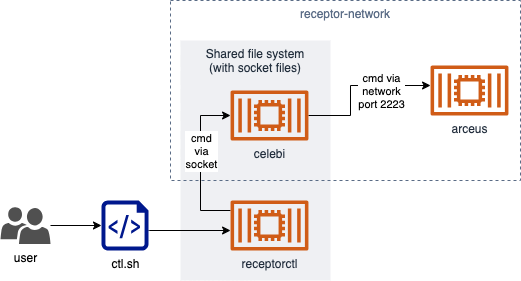 receptor-network
Shared file system
(with socket files)
cmd via
network
port 2223
arceus
celebi
cmd
via
socket
</>
user
ctl.sh
receptorctl